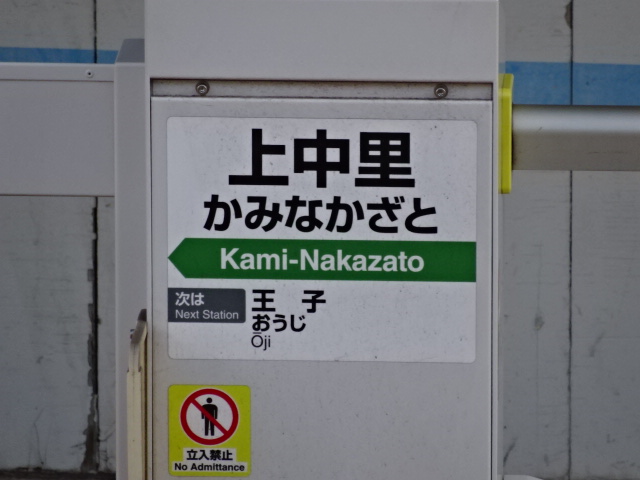 上中里
かみなかざと
Kami-Nakazato
次は
Next Station
王子
おうじ
Ōji
立入禁止
No Admittance